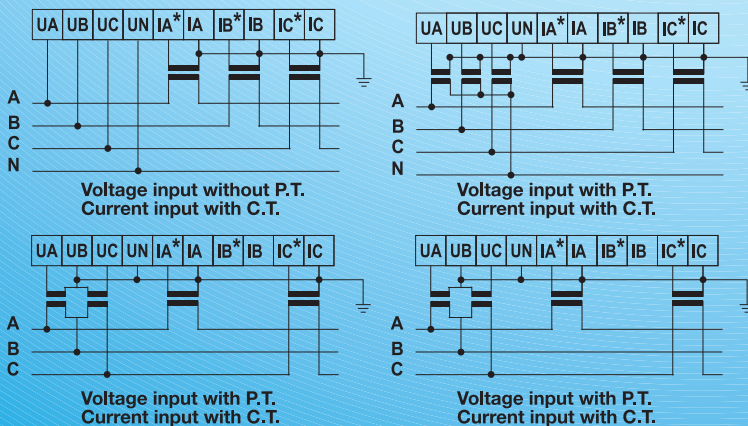 UA UB UC UN IA* IA IB* IB IC* IC
A
B
C
N
Voltage input without P.T.
Current input with C.T.
UA UB UC UN IA* IA IB* IB IC* IC
A
B
C
N
Voltage input with P.T.
Current input with C.T.
UA UB UC UN IA* IA IB* IB IC* IC
A
B
C
Voltage input with P.T.
Current input with C.T.
UA UB UC UN IA* IA IB* IB IC* IC
A
B
C
Voltage input with P.T.
Current input with C.T.